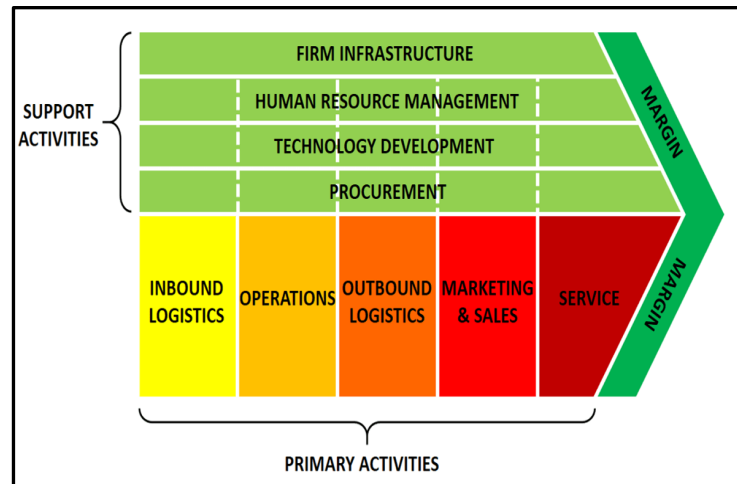 FIRM INFRASTRUCTURE
HUMAN RESOURCE MANAGEMENT
TECHNOLOGY DEVELOPMENT
PROCUREMENT
SUPPORT
ACTIVITIES
MARGIN
MARGIN
INBOUND
LOGISTICS
OPERATIONS
OUTBOUND
LOGISTICS
MARKETING
& SALES
SERVICE
PRIMARY ACTIVITIES